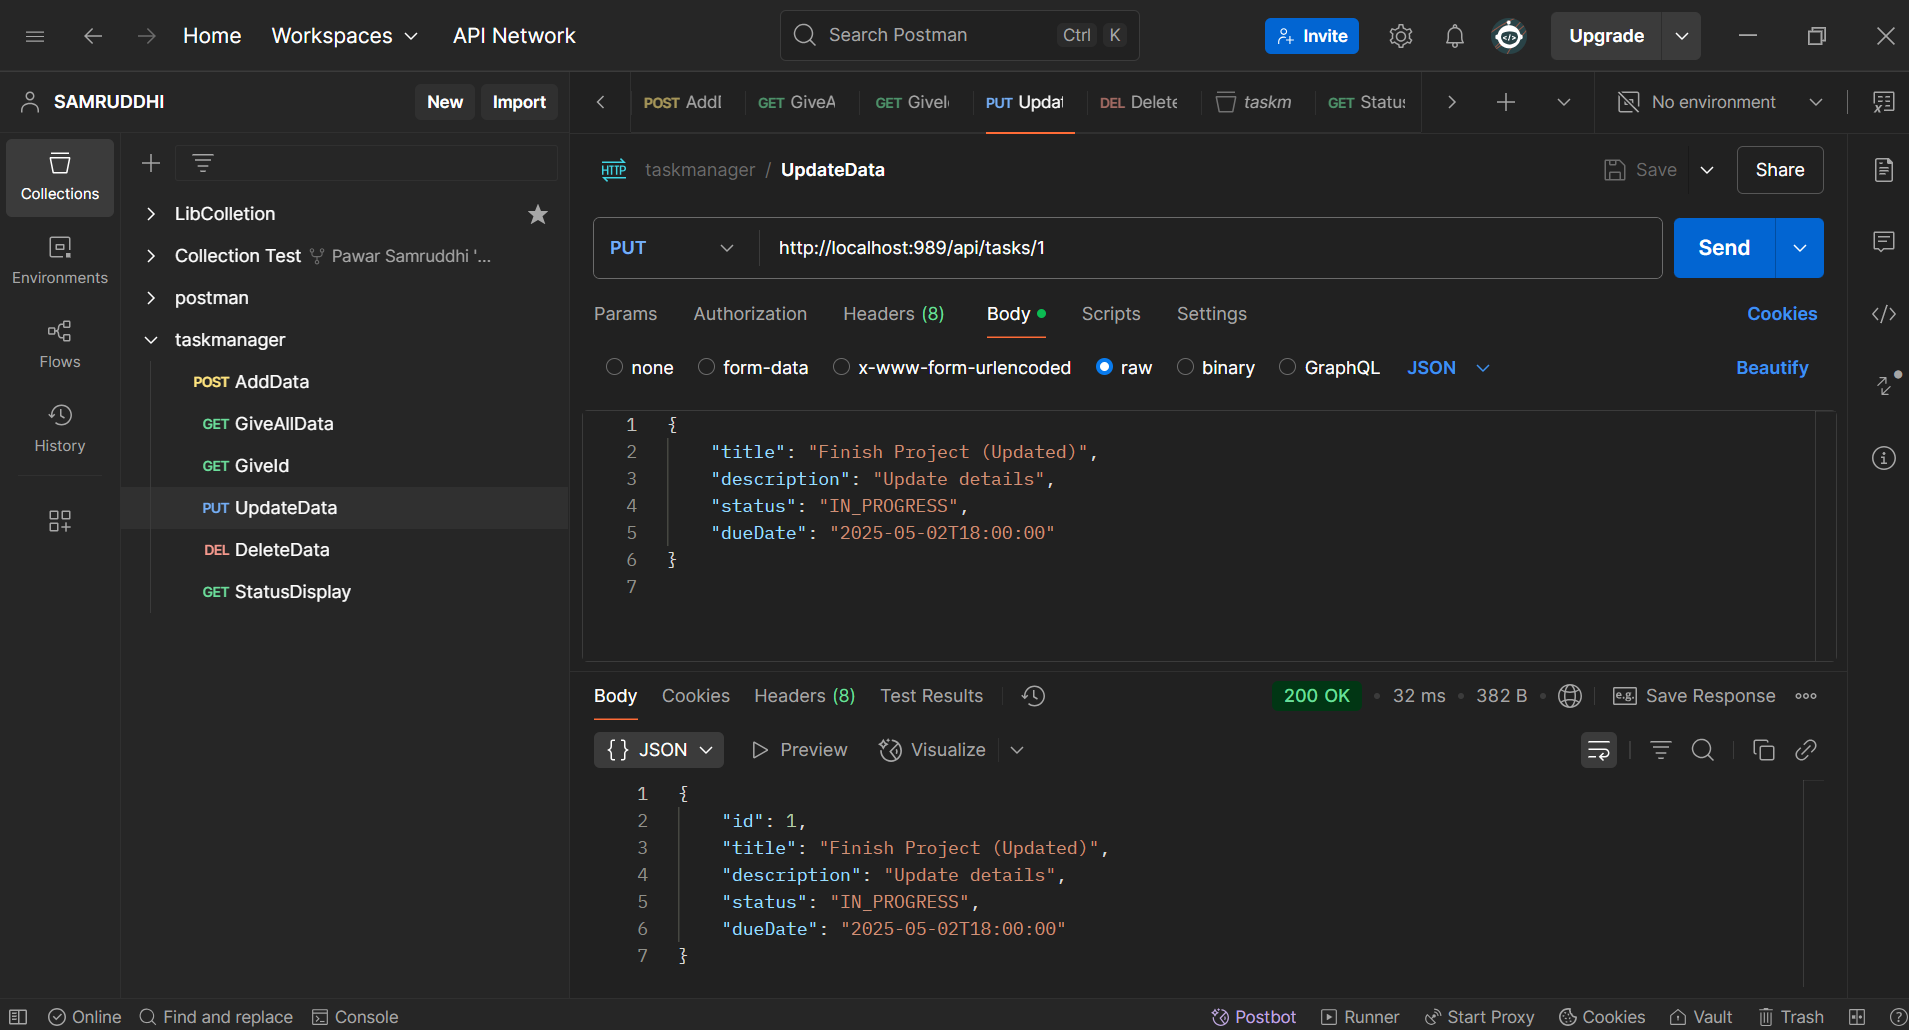 Home Workspaces API Network Search Postman Ctrl K Invite Upgrade
SAMRUDDHI New Import
POST AddI GET GiveA GET GiveI PUT Updat DEL Delete taskm GET Status No environment
Collections
Environments
Flows
History
LibColletion
Collection Test Pawar Samruddhi '...
postman
taskmanager
POST AddData
GET GiveAllData
GET GiveId
PUT UpdateData
DEL DeleteData
GET StatusDisplay
HTTP taskmanager / UpdateData Save Share
PUT http://localhost:989/api/tasks/1 Send
Params Authorization Headers (8) Body Scripts Settings Cookies
none form-data x-www-form-urlencoded raw binary GraphQL JSON Beautify
1 {
2 "title": "Finish Project (Updated)",
3 "description": "Update details",
4 "status": "IN_PROGRESS",
5 "dueDate": "2025-05-02T18:00:00"
6 }
7
Body Cookies Headers (8) Test Results 200 OK • 32 ms • 382 B • e.g. Save Response
{ } JSON Preview Visualize
1 {
2 "id": 1,
3 "title": "Finish Project (Updated)",
4 "description": "Update details",
5 "status": "IN_PROGRESS",
6 "dueDate": "2025-05-02T18:00:00"
7 }
Online Find and replace Console Postbot Runner Start Proxy Cookies Vault Trash